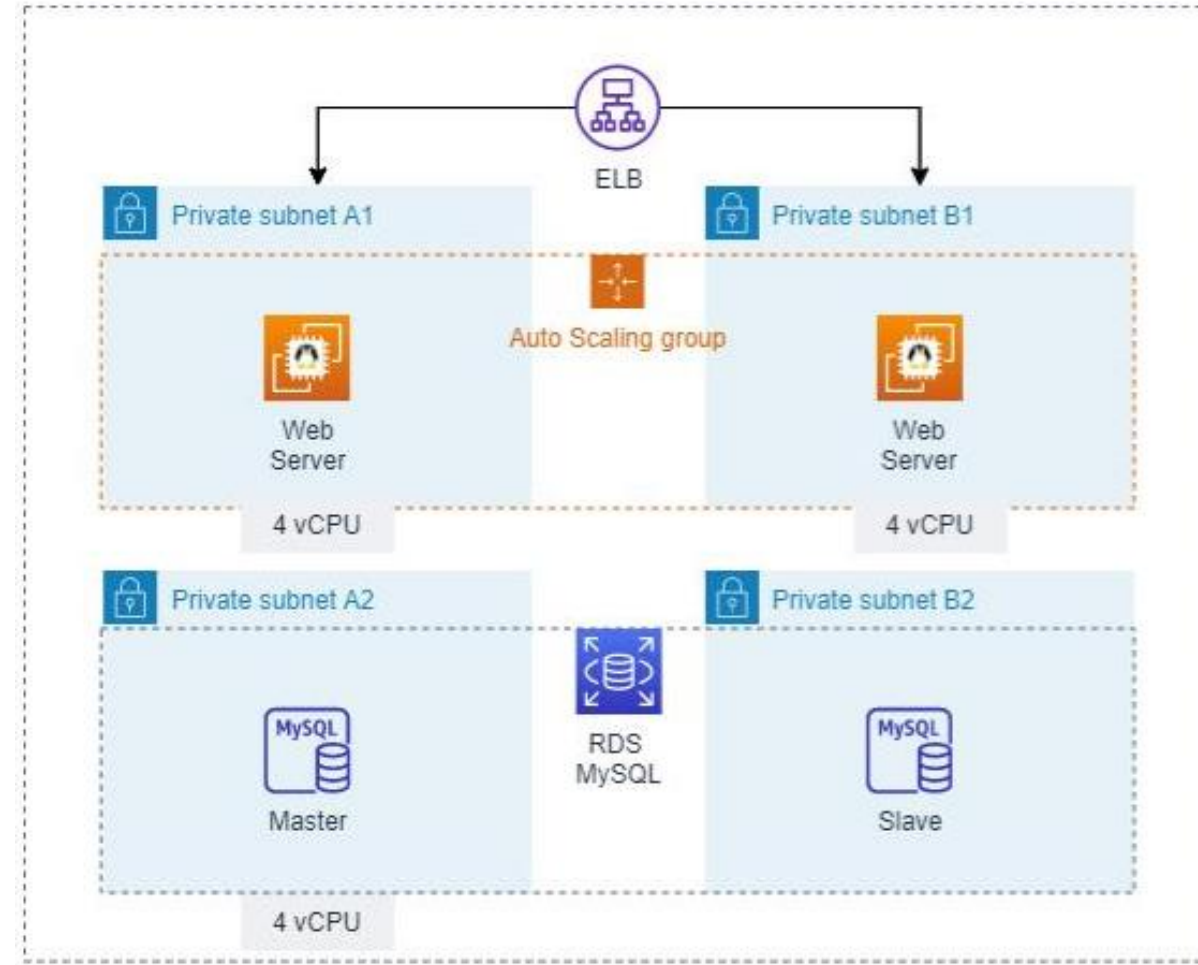 ELB
Private subnet A1
Private subnet B1
Auto Scaling group
Web
Server
Web
Server
4 vCPU
4 vCPU
Private subnet A2
Private subnet B2
MySQL
Master
RDS
MySQL
MySQL
Slave
4 vCPU